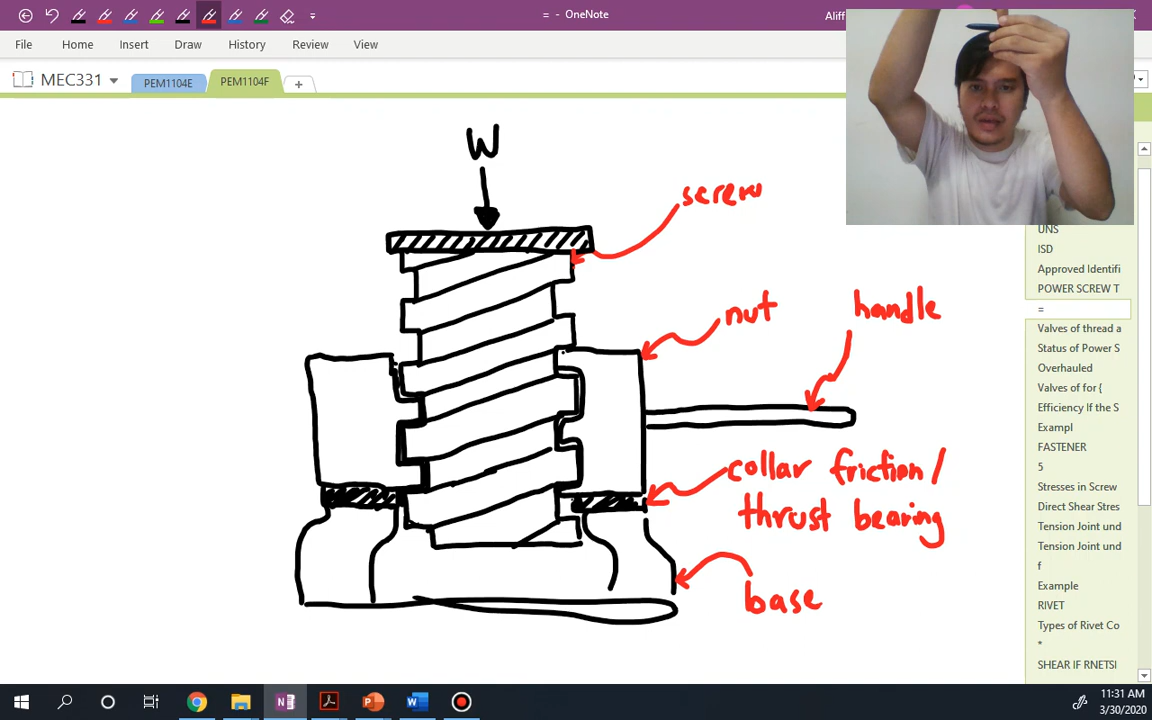 = - OneNote
Aliff
File Home Insert Draw History Review View
MEC331
PEM1104E
PEM1104F
+
W
screw
nut
handle
collar friction/
thrust bearing
base
UNS
ISD
Approved Identifi
POWER SCREW T
=
Valves of thread a
Status of Power S
Overhauled
Valves of for {
Efficiency If the S
Exampl
FASTENER
5
Stresses in Screw
Direct Shear Stres
Tension Joint und
Tension Joint und
f
Example
RIVET
Types of Rivet Co
*
SHEAR IF RNETSI
11:31 AM
3/30/2020